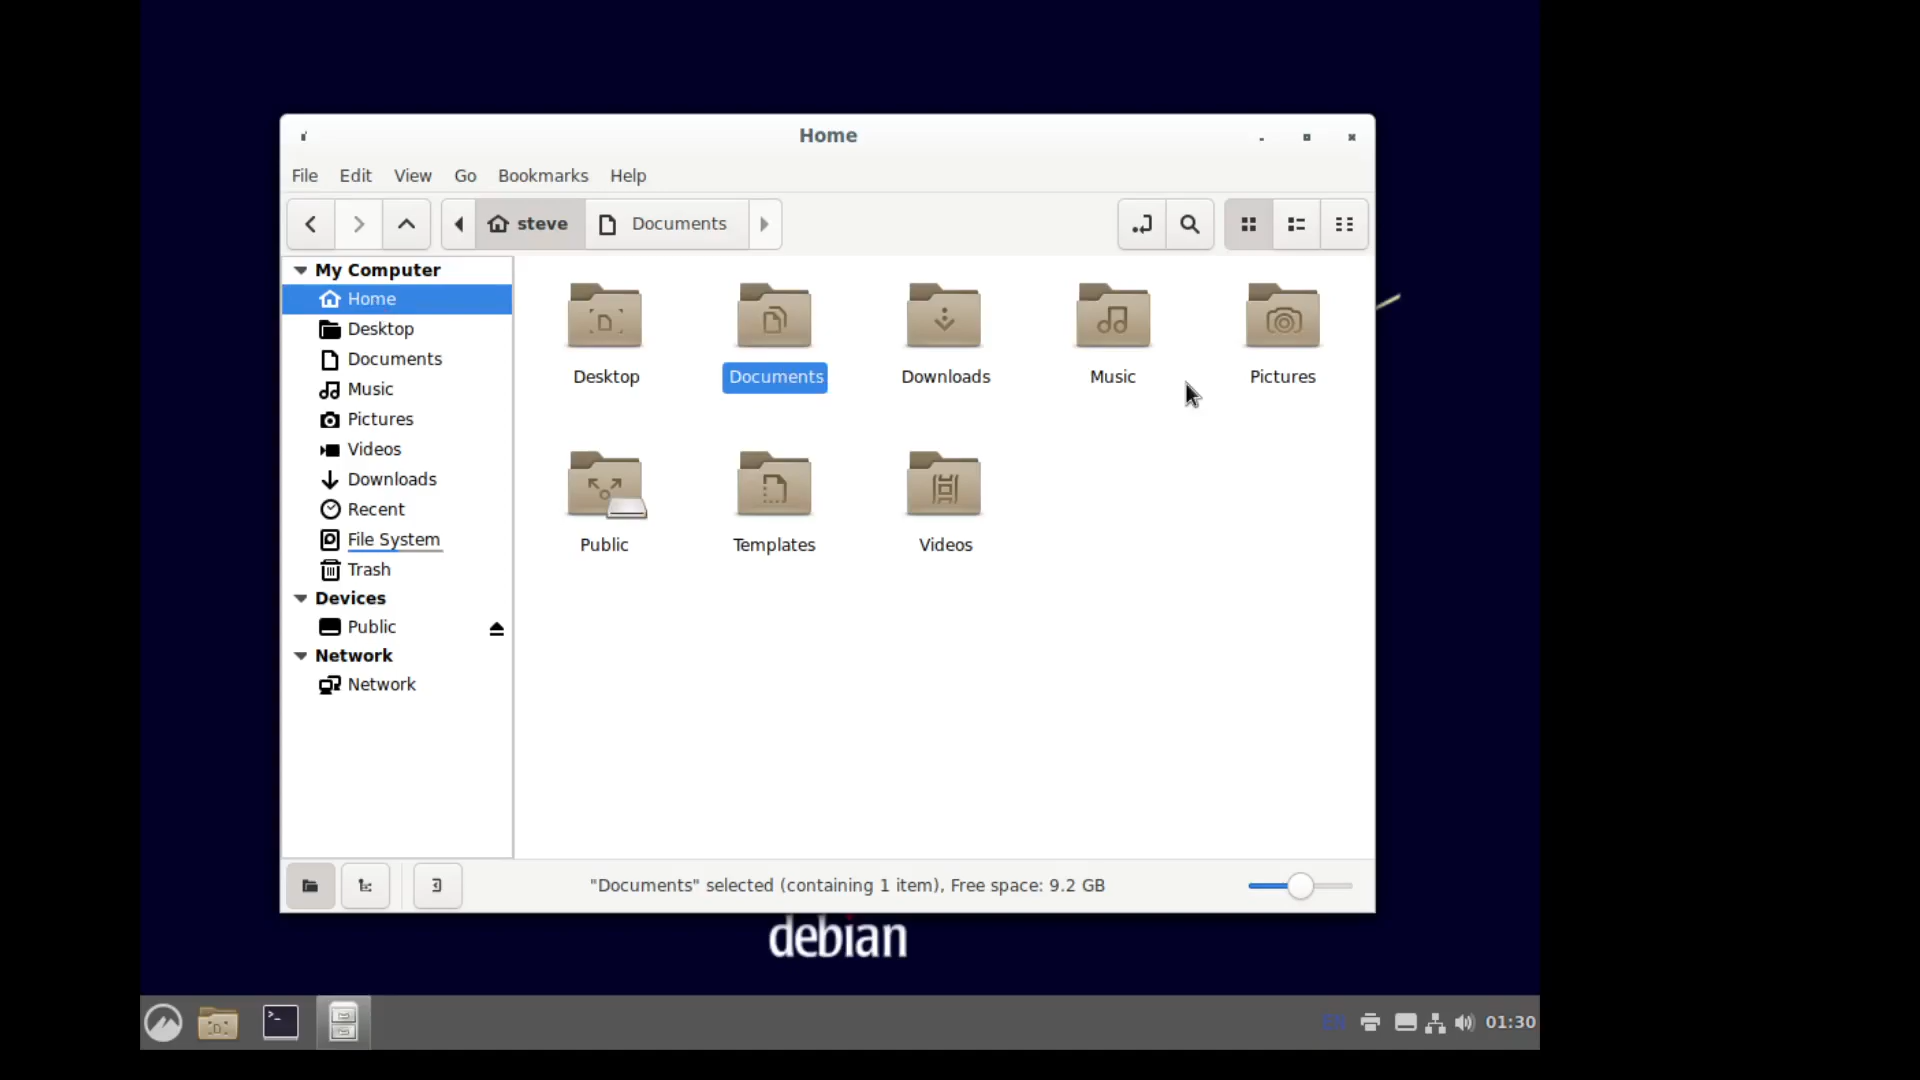 Home
File Edit View Go Bookmarks Help
steve Documents
My Computer
Home
Desktop
Documents
Music
Pictures
Videos
Downloads
Recent
File System
Trash
Devices
Public
Network
Network
Desktop Documents Downloads Music Pictures
Public Templates Videos
"Documents" selected (containing 1 item), Free space: 9.2 GB
debian
01:30